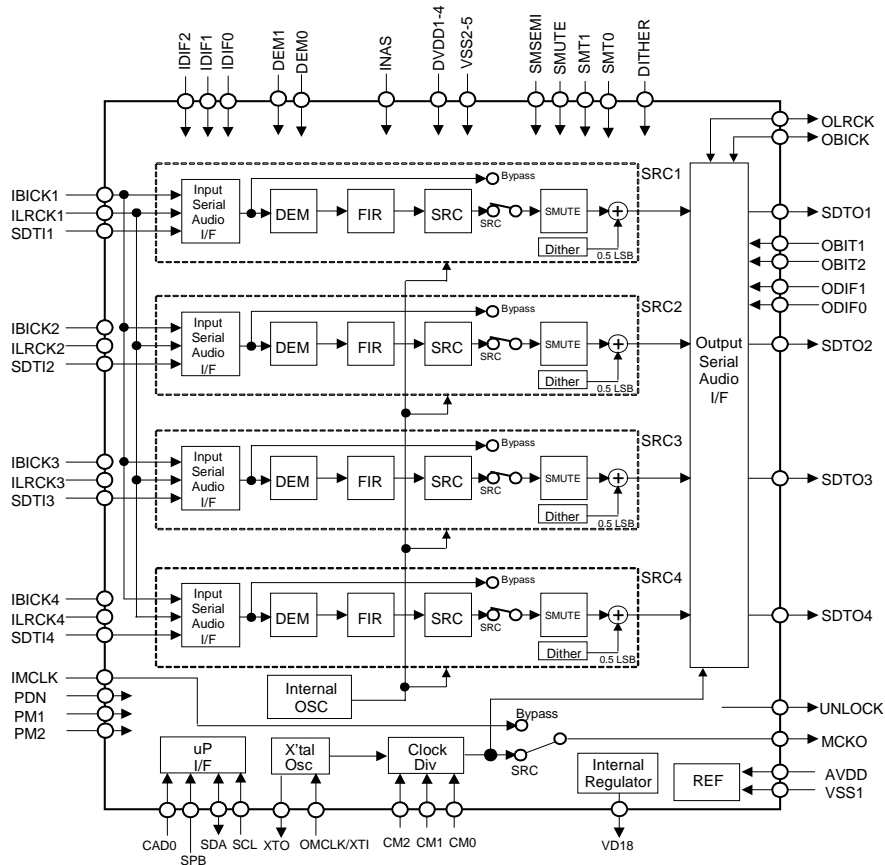 IDIF2
IDIF1
IDIF0
DEM1
DEM0
INAS
DVDD1-4
VSS2-5
SMSEMI
SMUTE
SMT1
SMT0
DITHER
OLRCK
OBICK
IBICK1
ILRCK1
SDTI1
Input
Serial
Audio
I/F
DEM
FIR
SRC
Bypass
SRC
SMUTE
Dither
0.5 LSB
SRC1
SDTO1
OBIT1
OBIT2
ODIF1
ODIF0
IBICK2
ILRCK2
SDTI2
Input
Serial
Audio
I/F
DEM
FIR
SRC
Bypass
SRC
SMUTE
Dither
0.5 LSB
SRC2
Output
Serial
Audio
I/F
SDTO2
IBICK3
ILRCK3
SDTI3
Input
Serial
Audio
I/F
DEM
FIR
SRC
Bypass
SRC
SMUTE
Dither
0.5 LSB
SRC3
SDTO3
IBICK4
ILRCK4
SDTI4
Input
Serial
Audio
I/F
DEM
FIR
SRC
Bypass
SRC
SMUTE
Dither
0.5 LSB
SRC4
SDTO4
IMCLK
PDN
PM1
PM2
Internal
OSC
Bypass
SRC
UNLOCK
MCKO
uP
I/F
X'tal
Osc
Clock
Div
Internal
Regulator
REF
AVDD
VSS1
CAD0
SPB
SDA
SCL
XTO
OMCLK/XTI
CM2
CM1
CM0
VD18